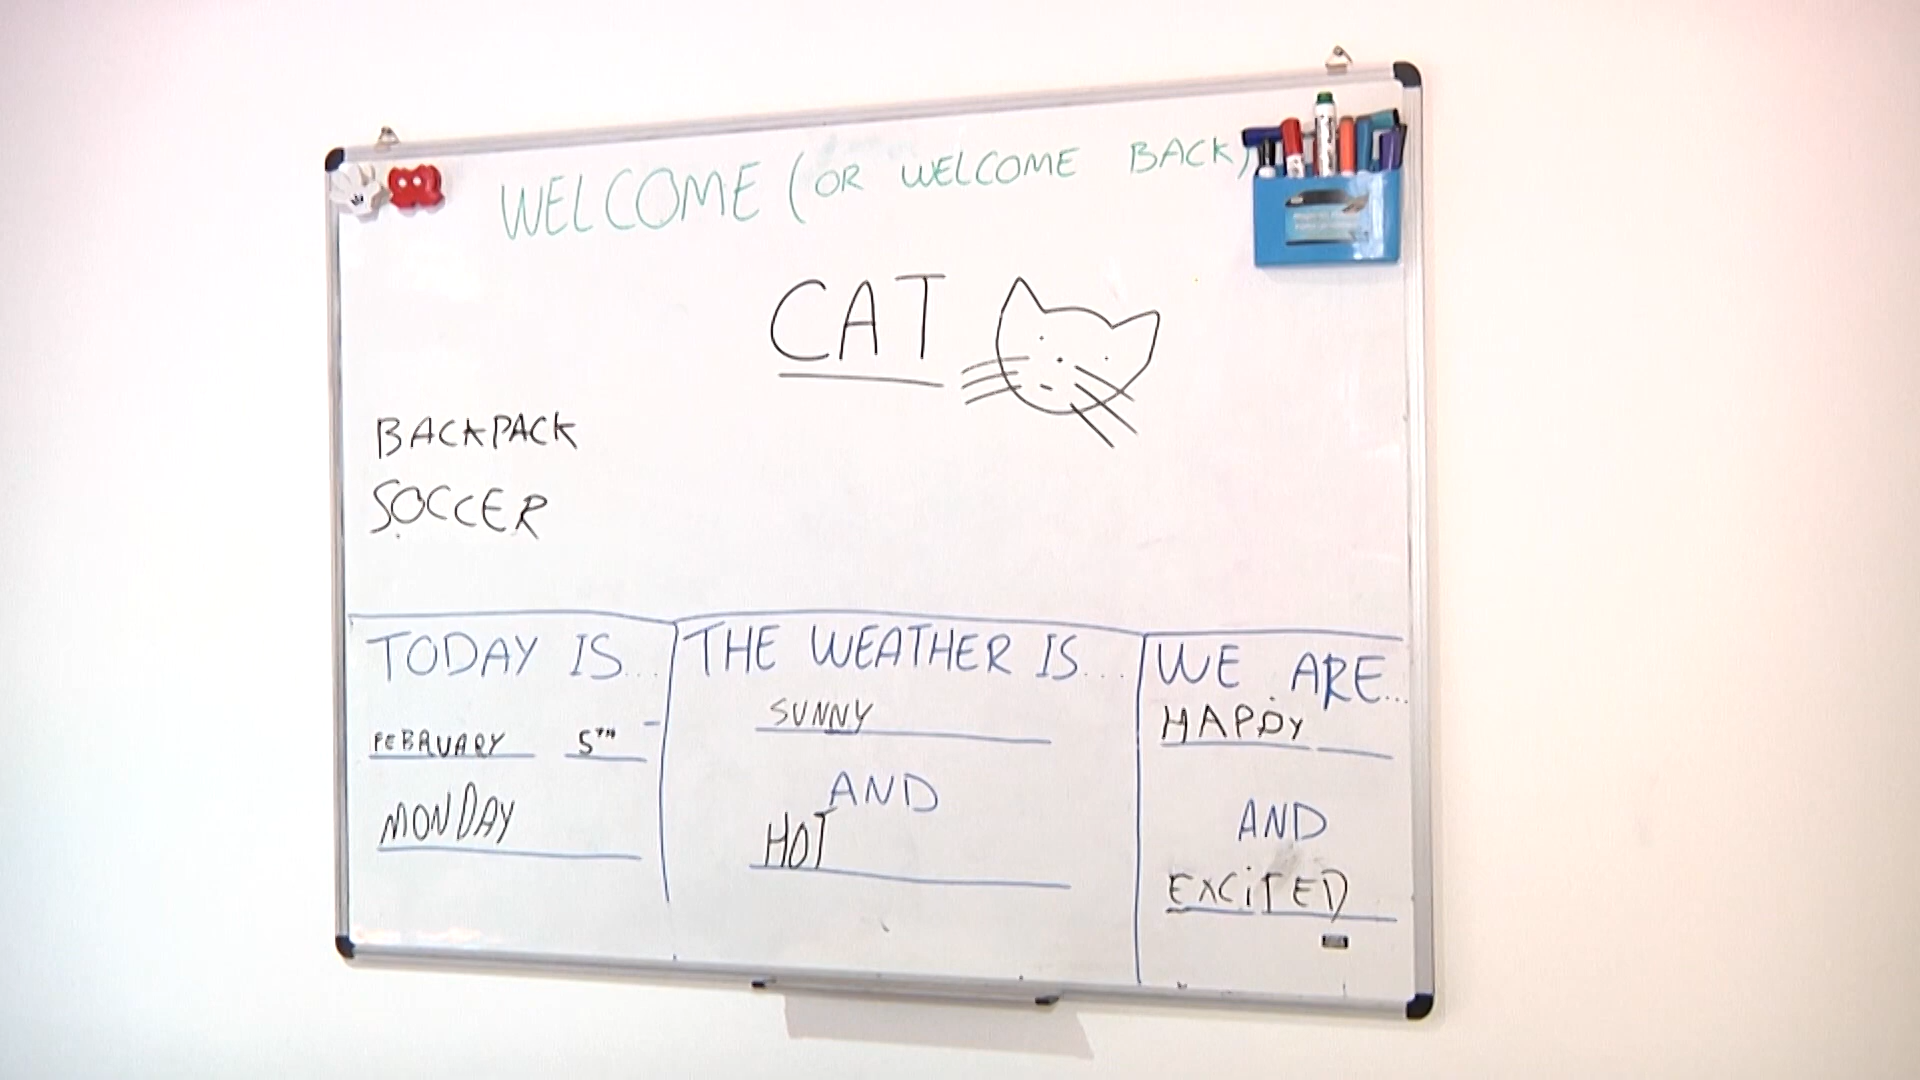 WELCOME (OR WELCOME BACK)
CAT
BACKPACK
SOCCER
TODAY IS...
FEBRUARY 5TH
MONDAY
THE WEATHER IS...
SUNNY
AND
HOT
WE ARE...
HAPPY
AND
EXCITED